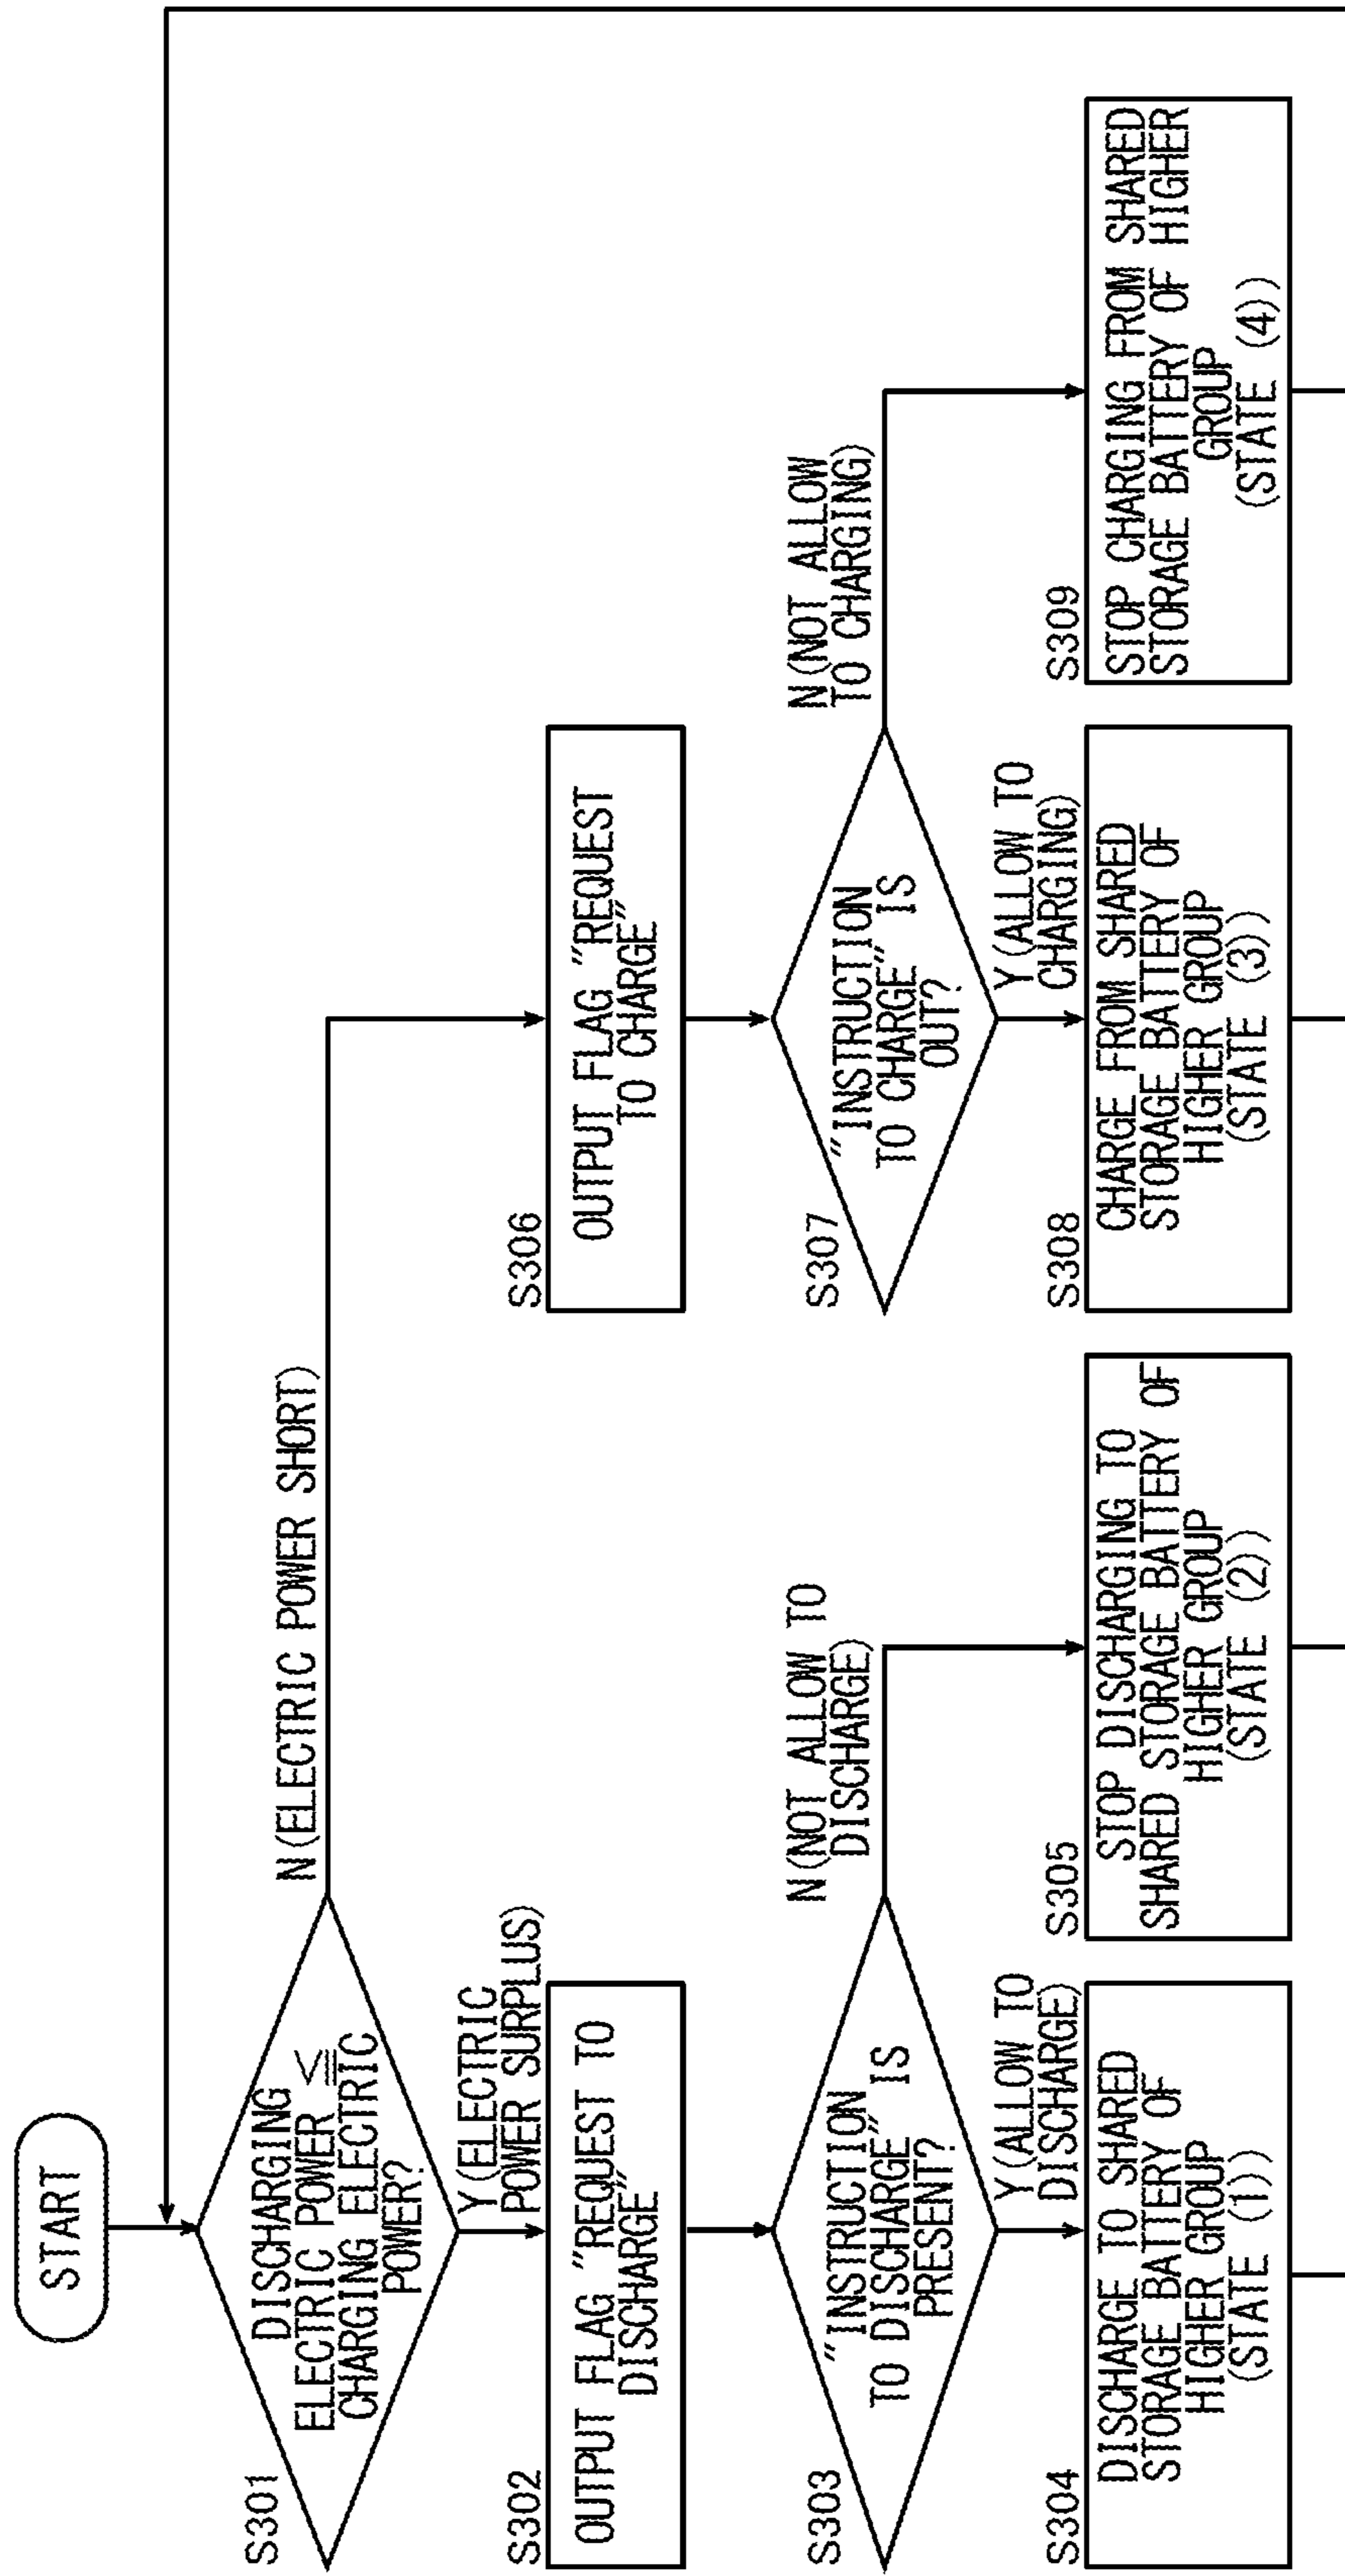 START
S301
DISCHARGING
ELECTRIC POWER ≦
CHARGING ELECTRIC
POWER?
N(ELECTRIC POWER SHORT)
Y(ELECTRIC
POWER SURPLUS)
S302
OUTPUT FLAG "REQUEST TO
DISCHARGE"
S303
"INSTRUCTION
TO DISCHARGE" IS
PRESENT?
N(NOT ALLOW TO
DISCHARGE)
Y(ALLOW TO
DISCHARGE)
S304
DISCHARGE TO SHARED
STORAGE BATTERY OF
HIGHER GROUP
(STATE (1))
S305
STOP DISCHARGING TO
SHARED STORAGE BATTERY OF
HIGHER GROUP
(STATE (2))
S306
OUTPUT FLAG "REQUEST
TO CHARGE"
S307
"INSTRUCTION
TO CHARGE" IS
OUT?
N(NOT ALLOW
TO CHARGING)
Y(ALLOW TO
CHARGING)
S308
CHARGE FROM SHARED
STORAGE BATTERY OF
HIGHER GROUP
(STATE (3))
S309
STOP CHARGING FROM SHARED
STORAGE BATTERY OF HIGHER
GROUP
(STATE (4))